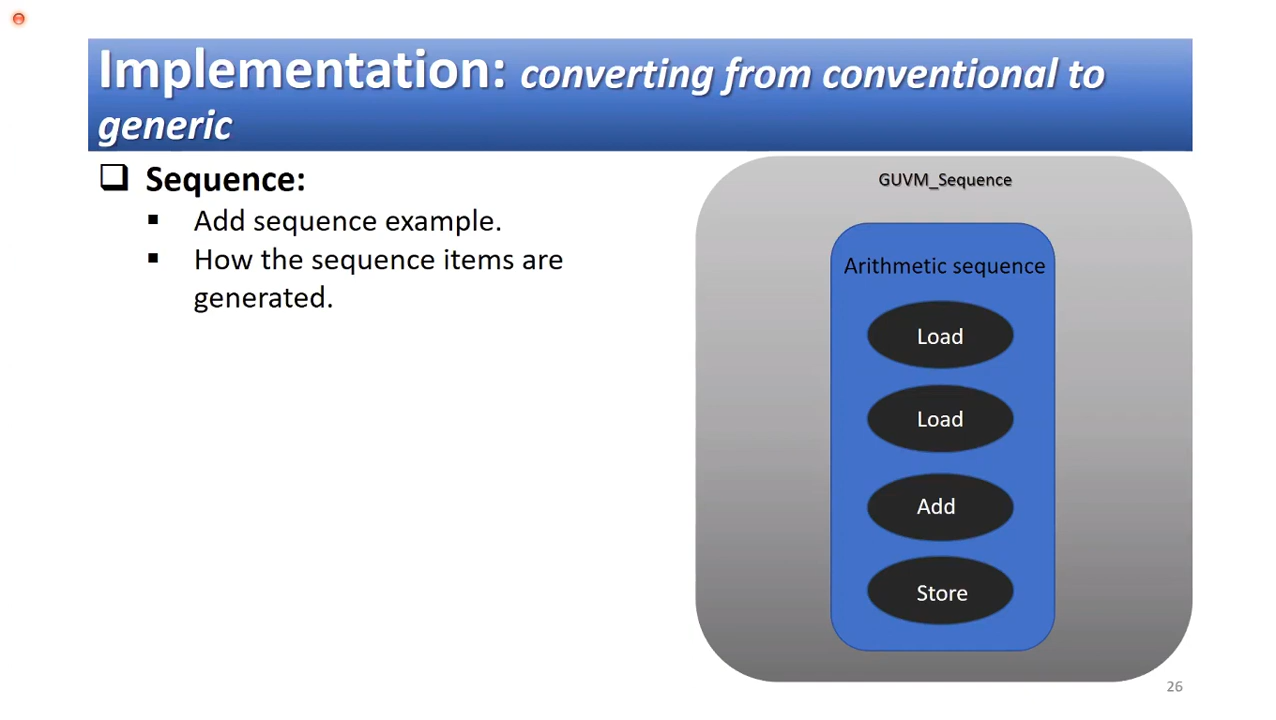 Implementation: converting from conventional to
generic
Sequence:
Add sequence example.
How the sequence items are
generated.
GUVM_Sequence
Arithmetic sequence
Load
Load
Add
Store
26